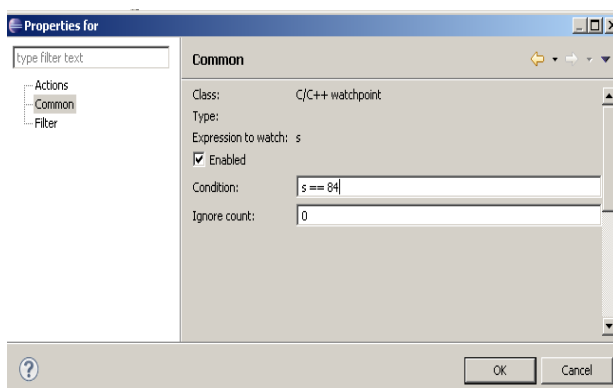 Properties for
type filter text
Actions
Common
Filter
Common
Class: C/C++ watchpoint
Type:
Expression to watch: s
Enabled
Condition: s == 84
Ignore count: 0
?
OK Cancel